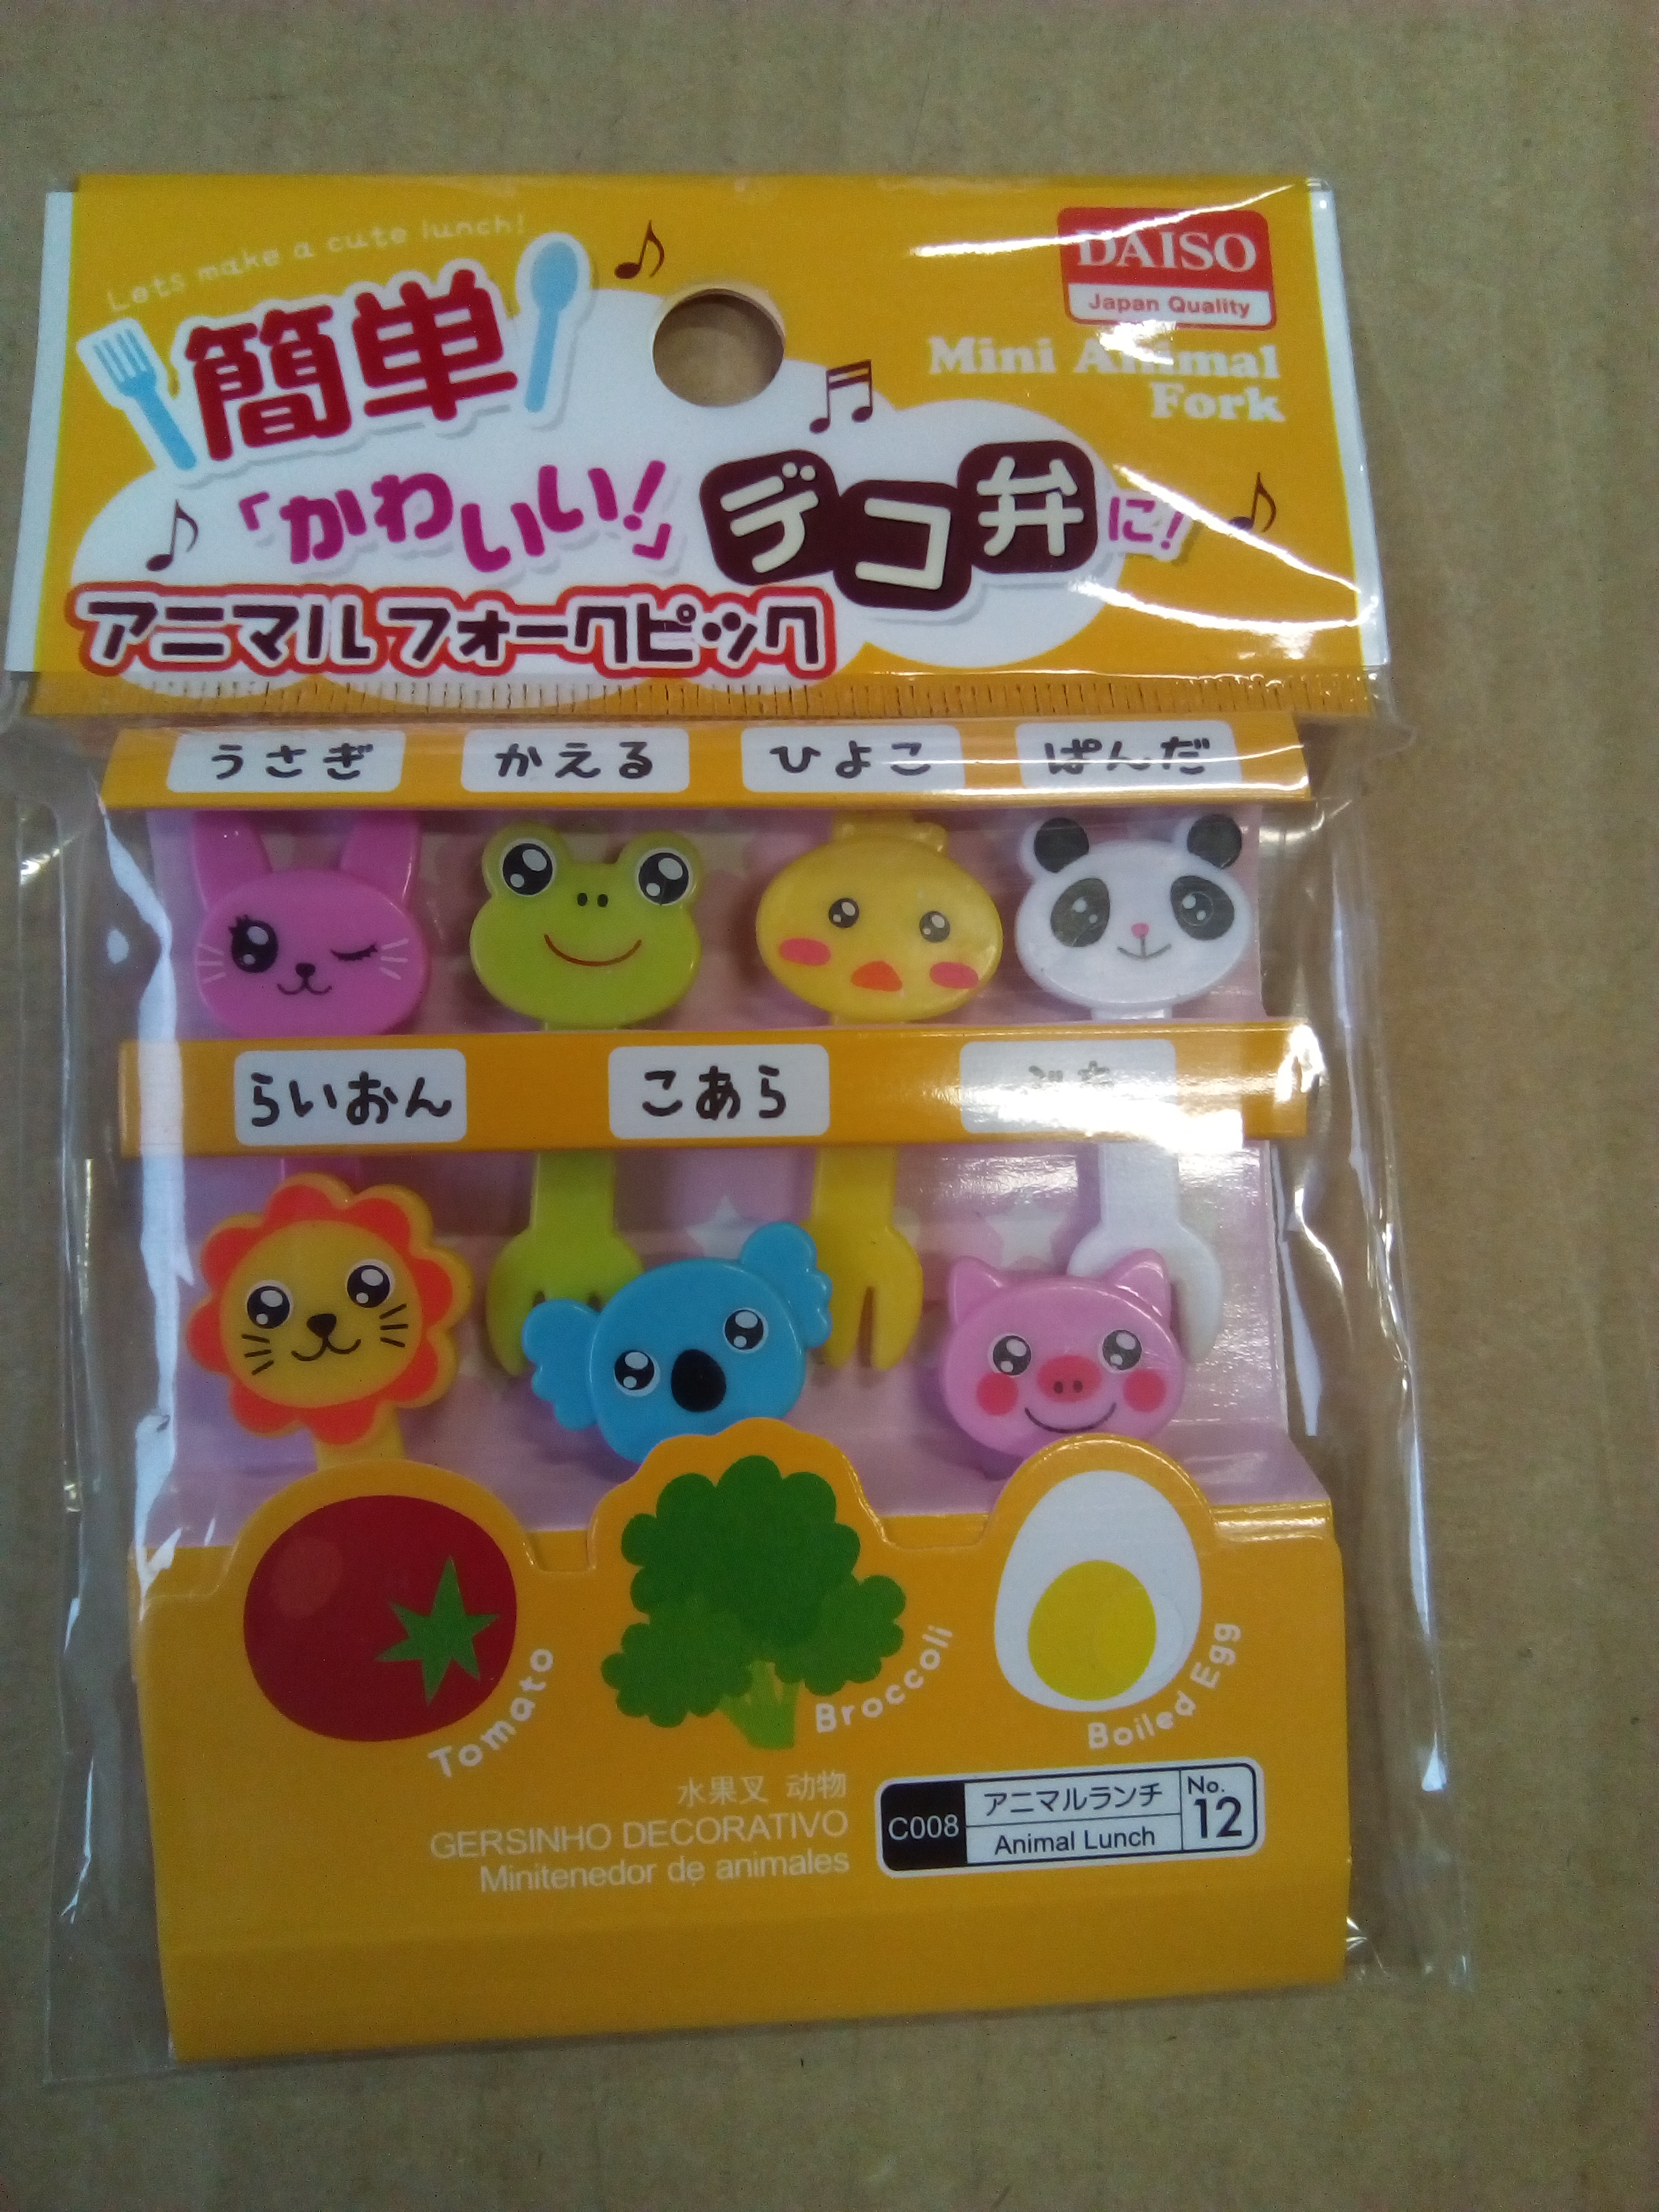 Lets make a cute lunch!
DAISO
Japan Quality
Mini Animal
Fork
簡単
「かわいい!」デコ弁に!
アニマルフォークピック
うさぎ かえる ひよこ ぱんだ
らいおん こあら
Tomato Broccoli Boiled Egg
水果叉 动物
GERSINHO DECORATIVO
Minitenedor de animales
C008 アニマルランチ Animal Lunch No. 12